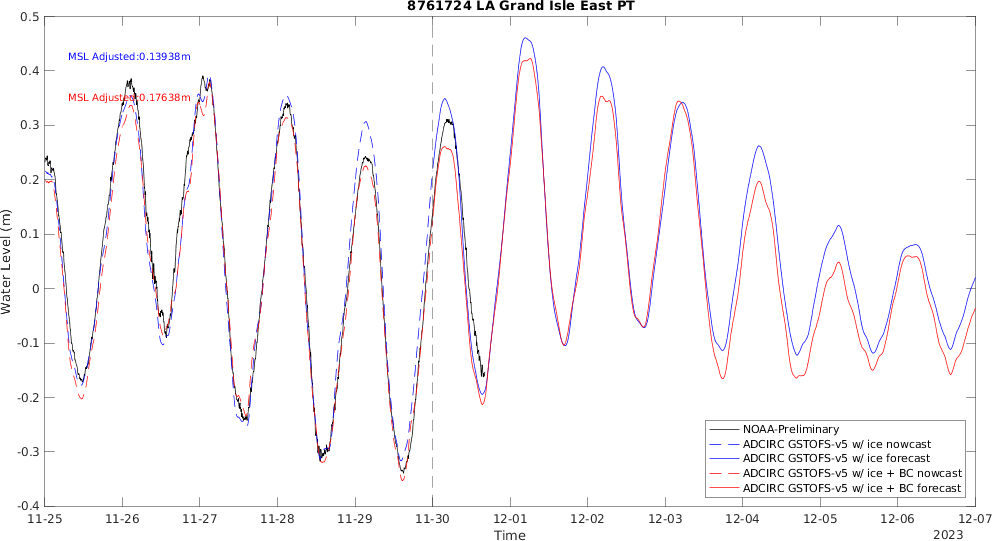 8761724 LA Grand Isle East PT
MSL Adjusted:0.13938m
MSL Adjusted:0.17638m
Water Level (m)
0.5
0.4
0.3
0.2
0.1
0
-0.1
-0.2
-0.3
-0.4
NOAA-Preliminary
ADCIRC GSTOFS-v5 w/ ice nowcast
ADCIRC GSTOFS-v5 w/ ice forecast
ADCIRC GSTOFS-v5 w/ ice + BC nowcast
ADCIRC GSTOFS-v5 w/ ice + BC forecast
11-25 11-26 11-27 11-28 11-29 11-30 12-01 12-02 12-03 12-04 12-05 12-06 12-07
Time
2023